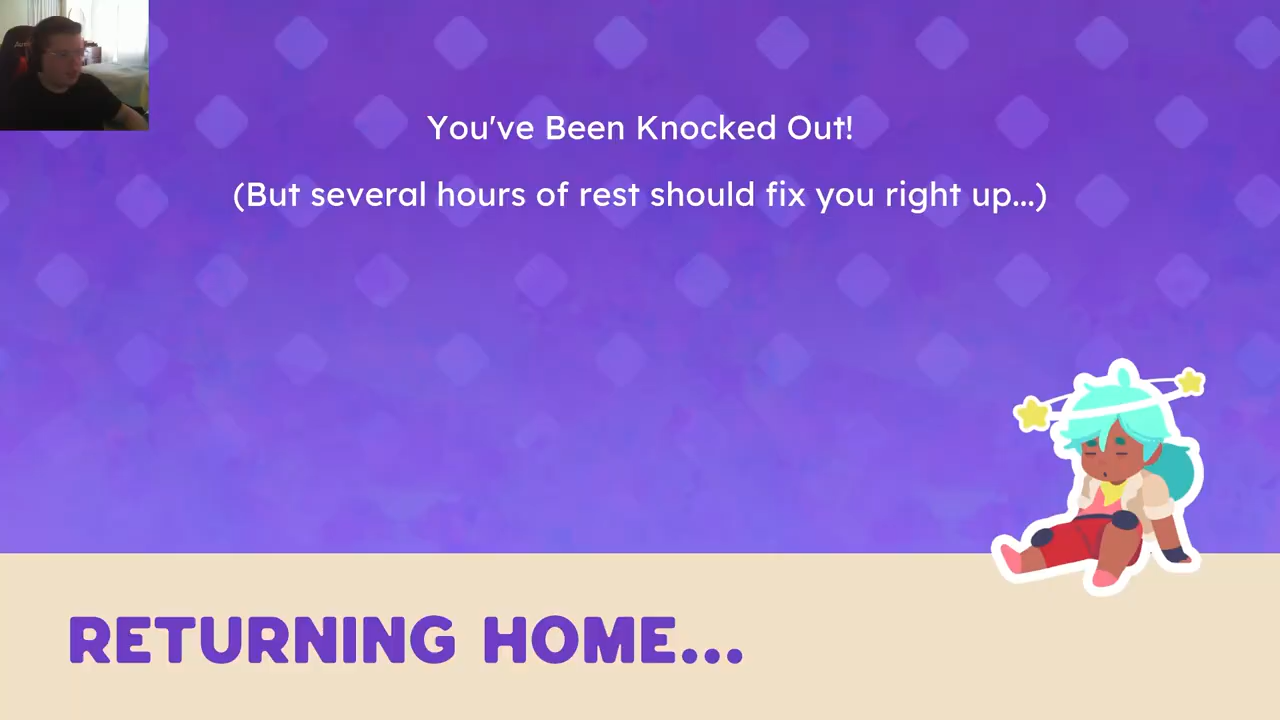 You've Been Knocked Out!
(But several hours of rest should fix you right up...)
RETURNING HOME...